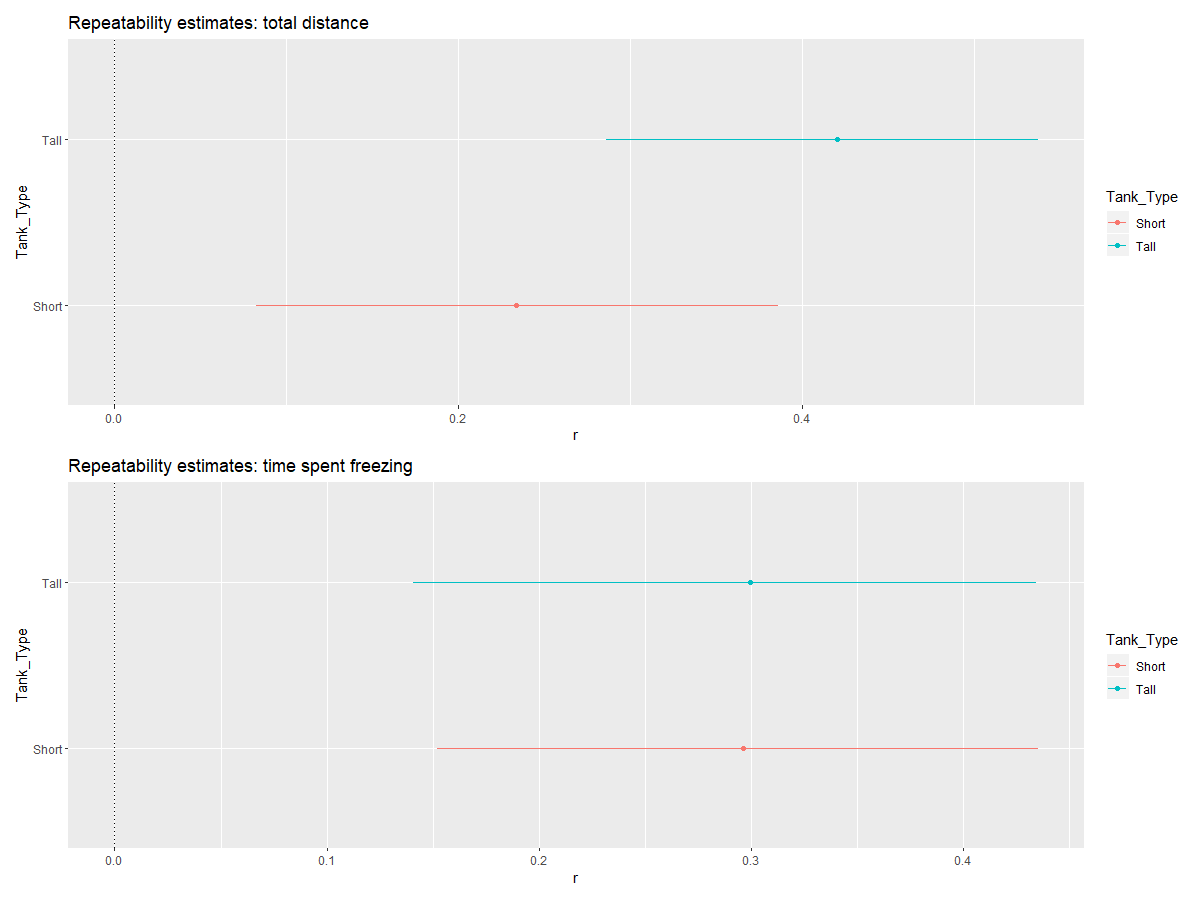 Repeatability estimates: total distance
Tank_Type
Tall
Short
0.0 0.2 0.4
r
Tank_Type
Short
Tall
Repeatability estimates: time spent freezing
Tank_Type
Tall
Short
0.0 0.1 0.2 0.3 0.4
r
Tank_Type
Short
Tall